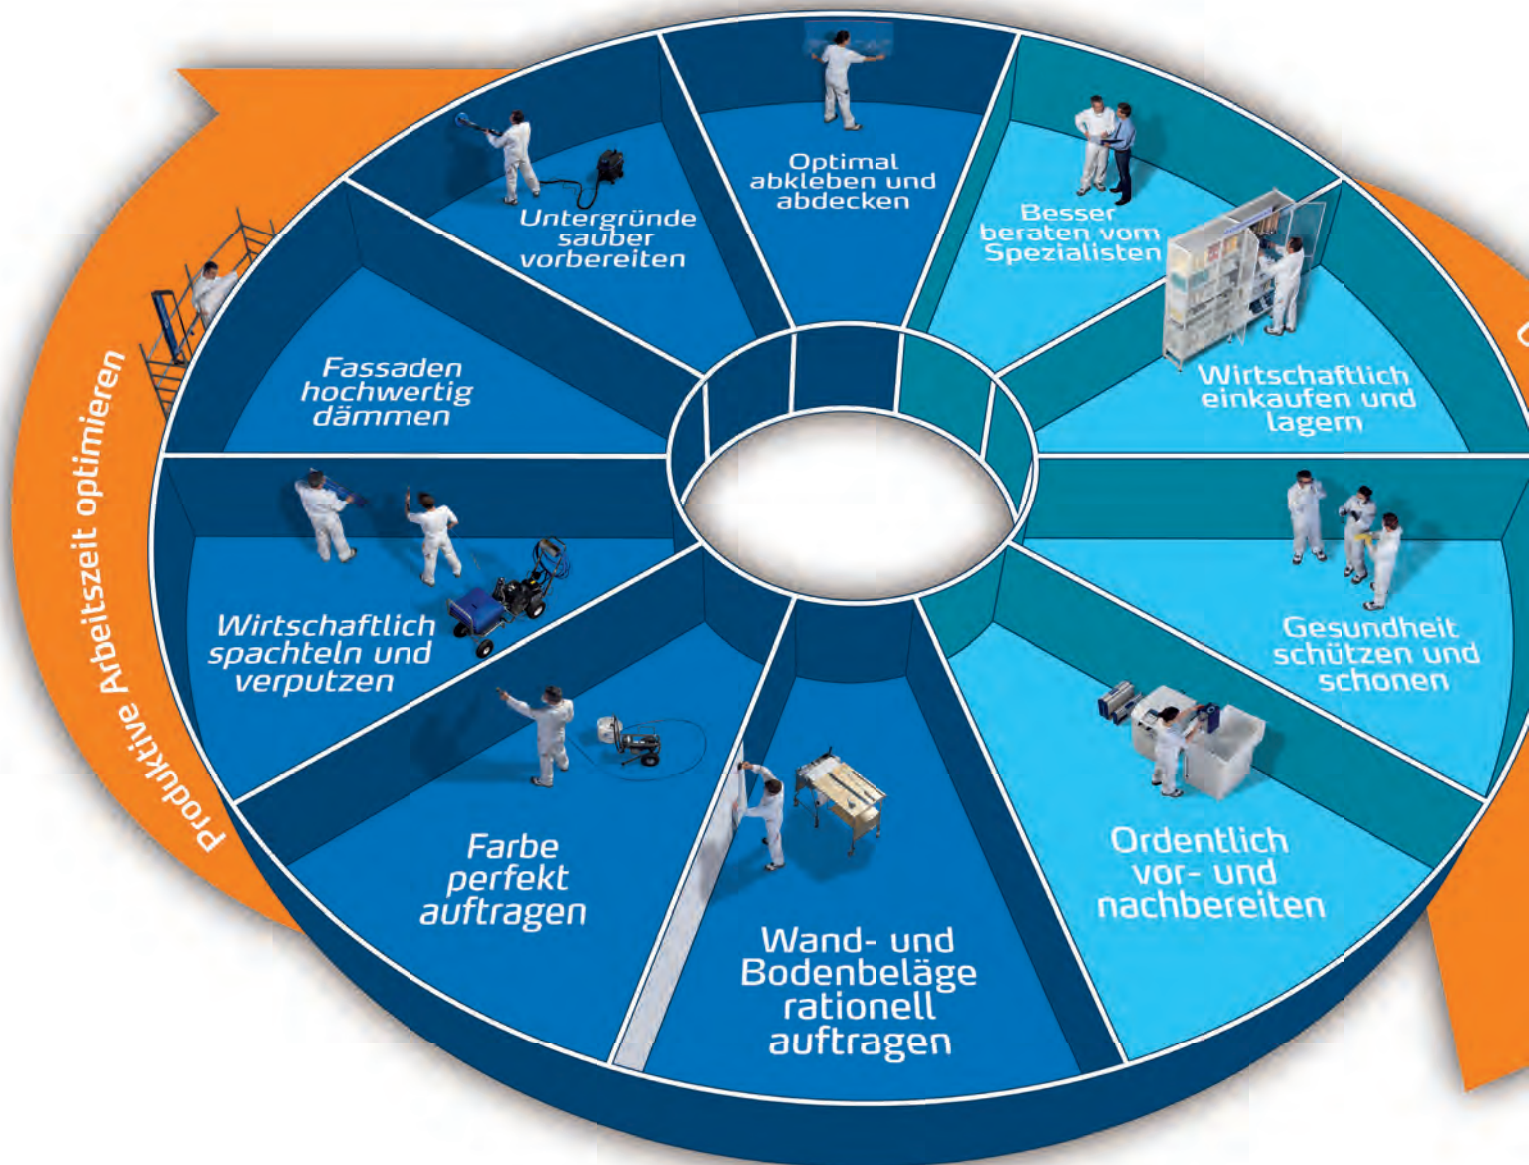 Optimal
abkleben und
abdecken
Besser
beraten vom
Spezialisten
Wirtschaftlich
einkaufen und
lagern
Gesundheit
schützen und
schonen
Ordentlich
vor- und
nachbereiten
Wand- und
Bodenbeläge
rationell
auftragen
Farbe
perfekt
auftragen
Wirtschaftlich
spachteln und
verputzen
Fassaden
hochwertig
dämmen
Untergründe
sauber
vorbereiten
Produktive Arbeitszeit optimieren